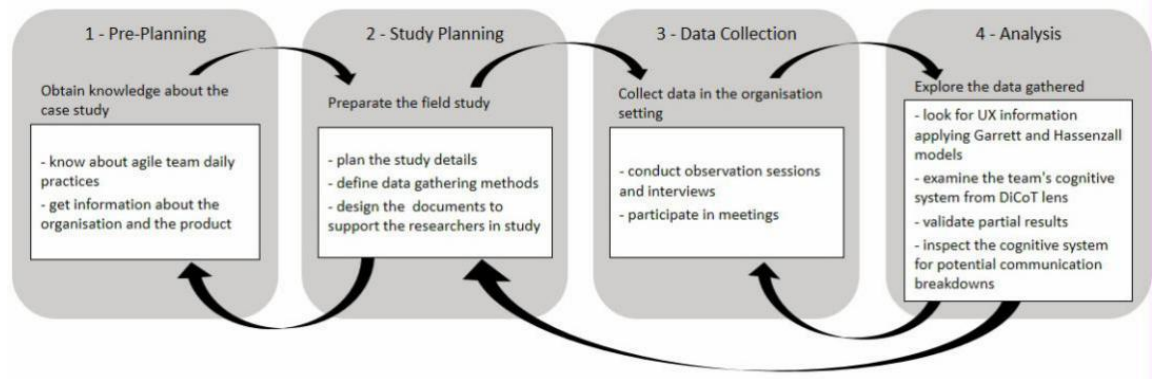 1 - Pre-Planning
Obtain knowledge about the
case study
- know about agile team daily
practices
- get information about the
organisation and the product
2 - Study Planning
Preparate the field study
- plan the study details
- define data gathering methods
- design the  documents to
support the researchers in study
3 - Data Collection
Collect data in the organisation
setting
- conduct observation sessions
and interviews
- participate in meetings
4 - Analysis
Explore the data gathered
- look for UX information
applying Garrett and Hassenzall
models
- examine the team's cognitive
system from DiCoT lens
- validate partial results
- inspect the cognitive system
for potential communication
breakdowns